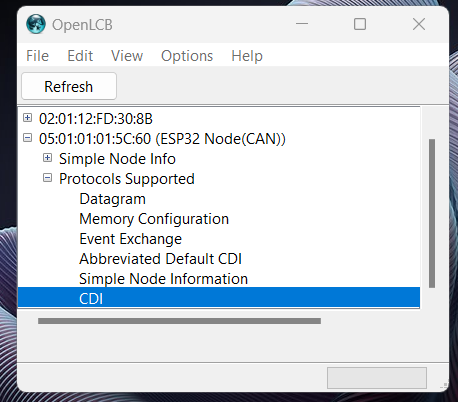 OpenLCB
File Edit View Options Help
Refresh
02:01:12:FD:30:8B
05:01:01:01:5C:60 (ESP32 Node(CAN))
Simple Node Info
Protocols Supported
Datagram
Memory Configuration
Event Exchange
Abbreviated Default CDI
Simple Node Information
CDI